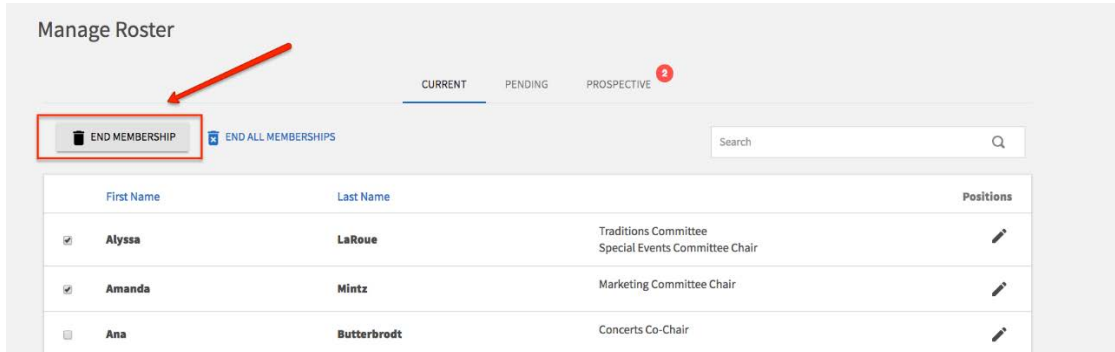 Manage Roster
CURRENT PENDING PROSPECTIVE 2
END MEMBERSHIP END ALL MEMBERSHIPS Search
First Name Last Name Positions
Alyssa LaRoue Traditions Committee
Special Events Committee Chair
Amanda Mintz Marketing Committee Chair
Ana Butterbrodt Concerts Co-Chair